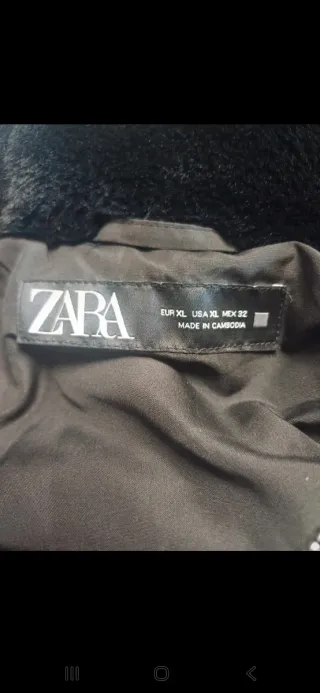 ZARA
EUR XL USA XL MEX 32
MADE IN CAMBODIA